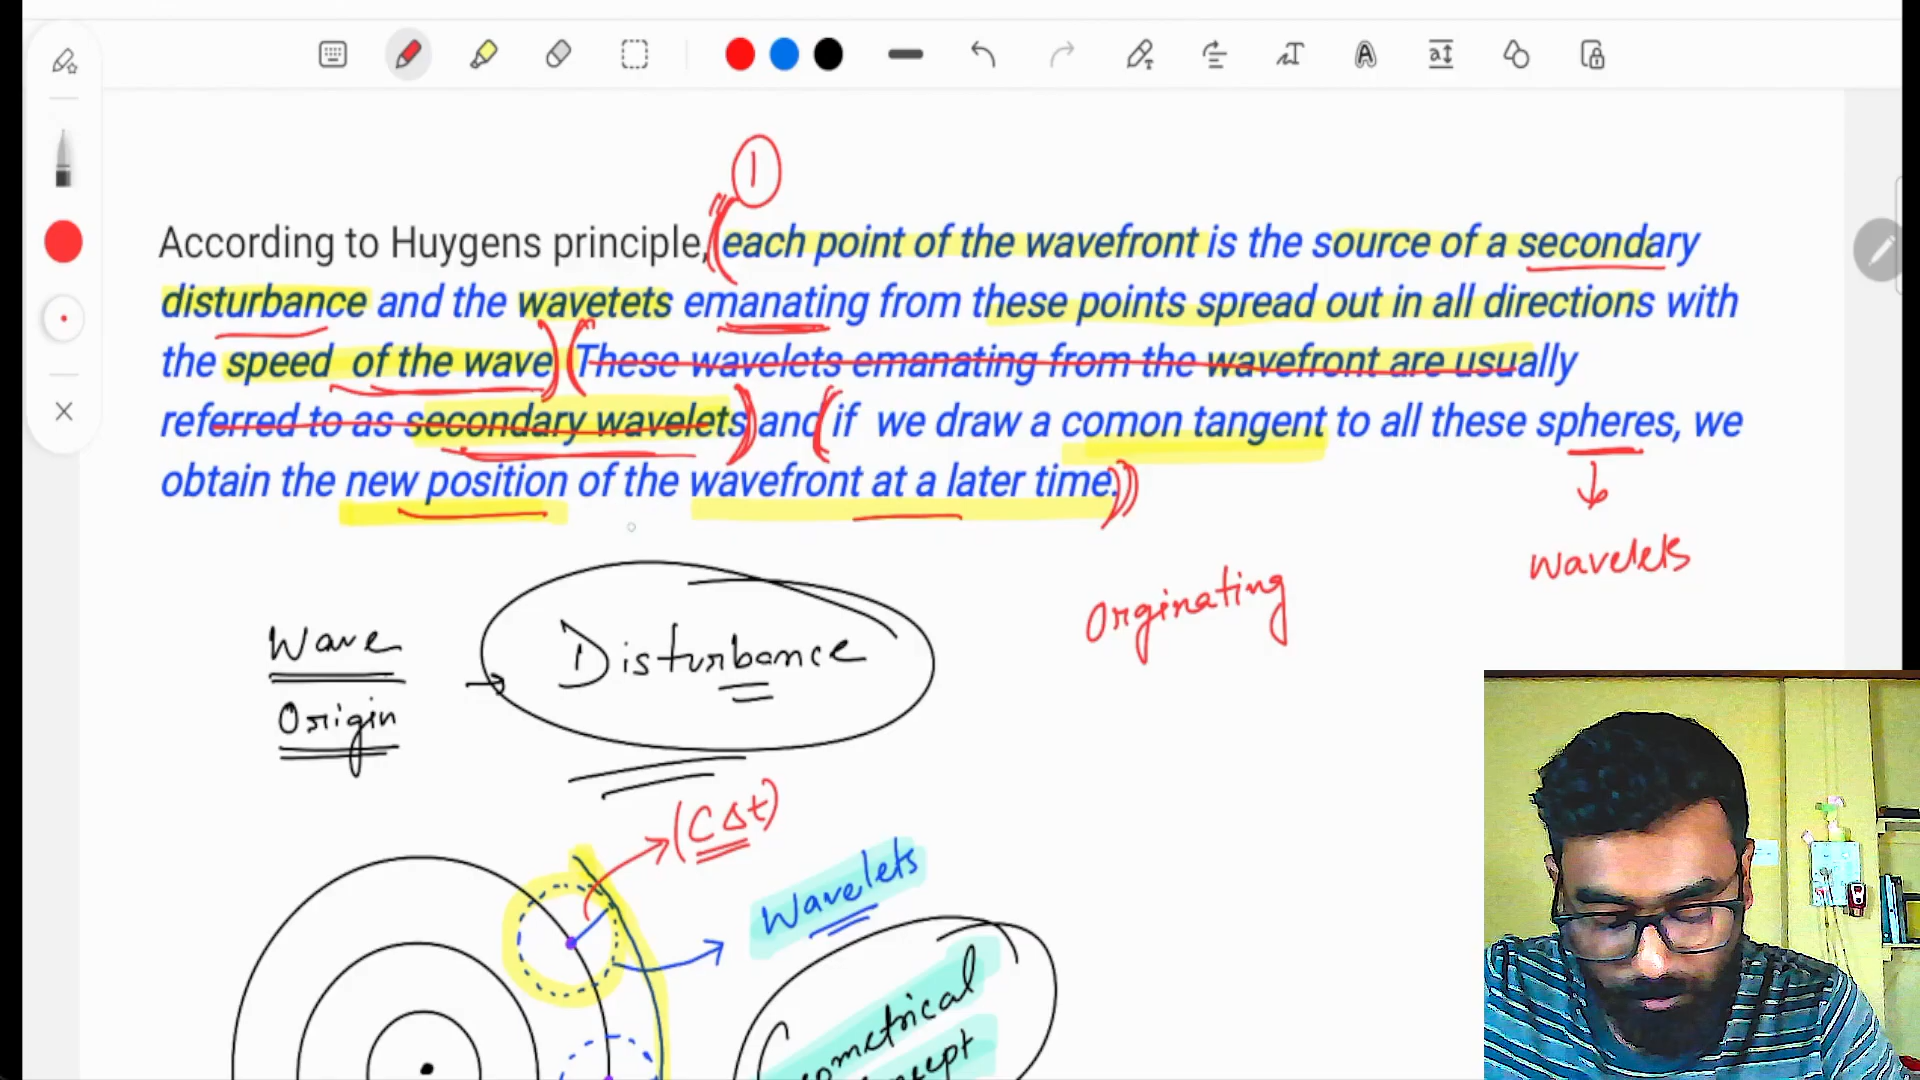 ①
According to Huygens principle, (each point of the wavefront is the source of a secondary
disturbance and the wavetets emanating from these points spread out in all directions with
the speed of the wave) (These wavelets emanating from the wavefront are usually
referred to as secondary wavelets) and (if we draw a comon tangent to all these spheres, we
obtain the new position of the wavefront at a later time.))
↓
Wavelets
Orginating
Wave
Origin
→ Disturbance
(CΔt)
Wavelets